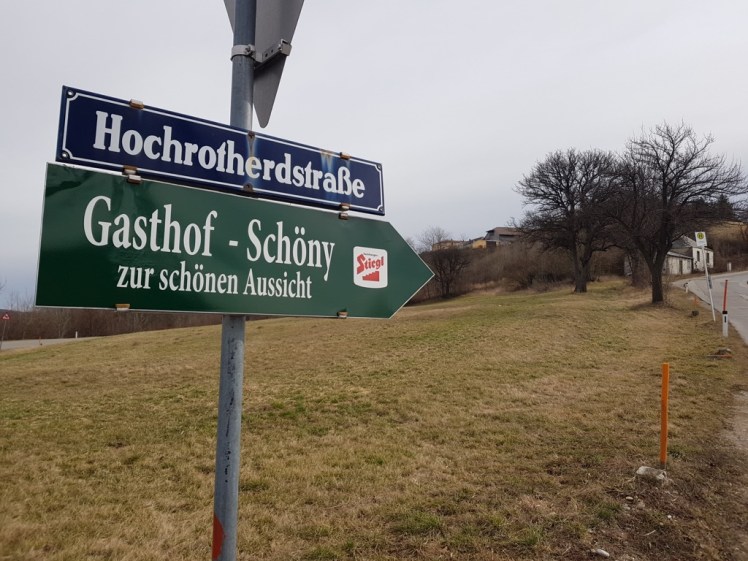 Hochrotherdstraße
Gasthof - Schöny
zur schönen Aussicht
Stiegl